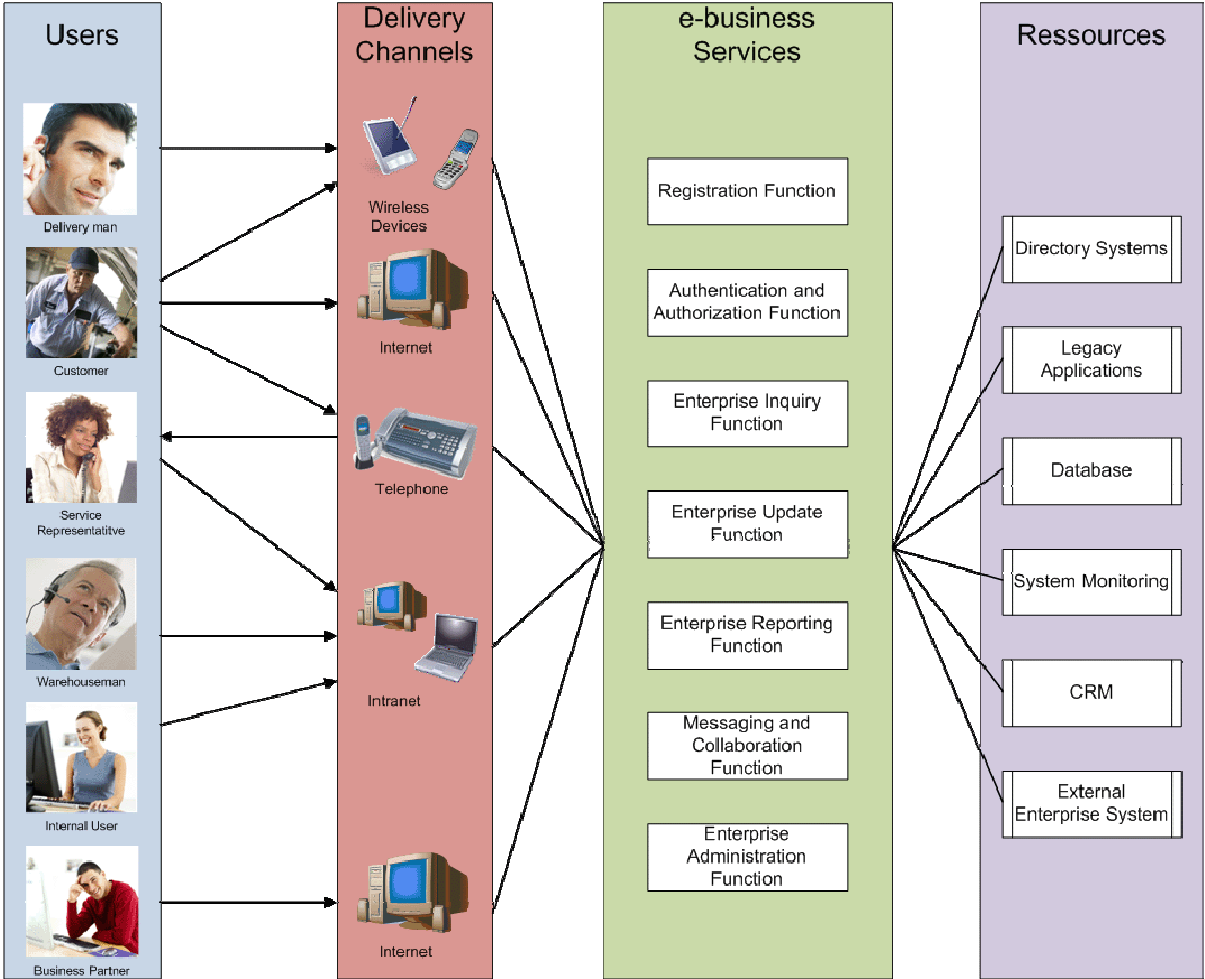 Users
Delivery man
Customer
Service
Representatitve
Warehouseman
Internal User
Business Partner
Delivery
Channels
Wireless
Devices
Internet
Telephone
Intranet
Internet
e-business
Services
Registration Function
Authentication and
Authorization Function
Enterprise Inquiry
Function
Enterprise Update
Function
Enterprise Reporting
Function
Messaging and
Collaboration
Function
Enterprise
Administration
Function
Ressources
Directory Systems
Legacy
Applications
Database
System Monitoring
CRM
External
Enterprise System